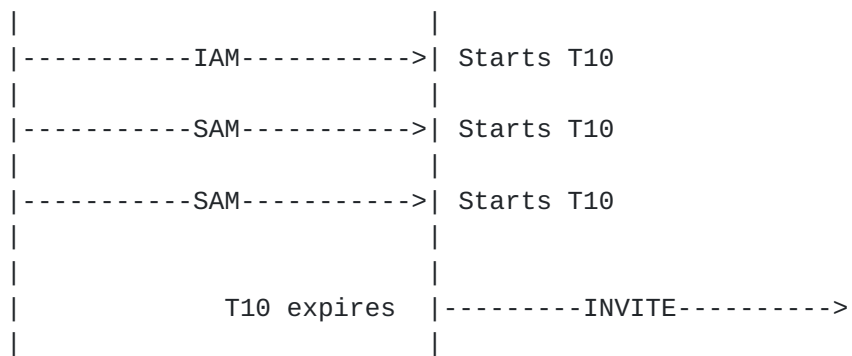 |                        |
|----------IAM---------->| Starts T10
|                        |
|----------SAM---------->| Starts T10
|                        |
|----------SAM---------->| Starts T10
|                        |
|                        |
|            T10 expires |---------INVITE---------->
|                        |